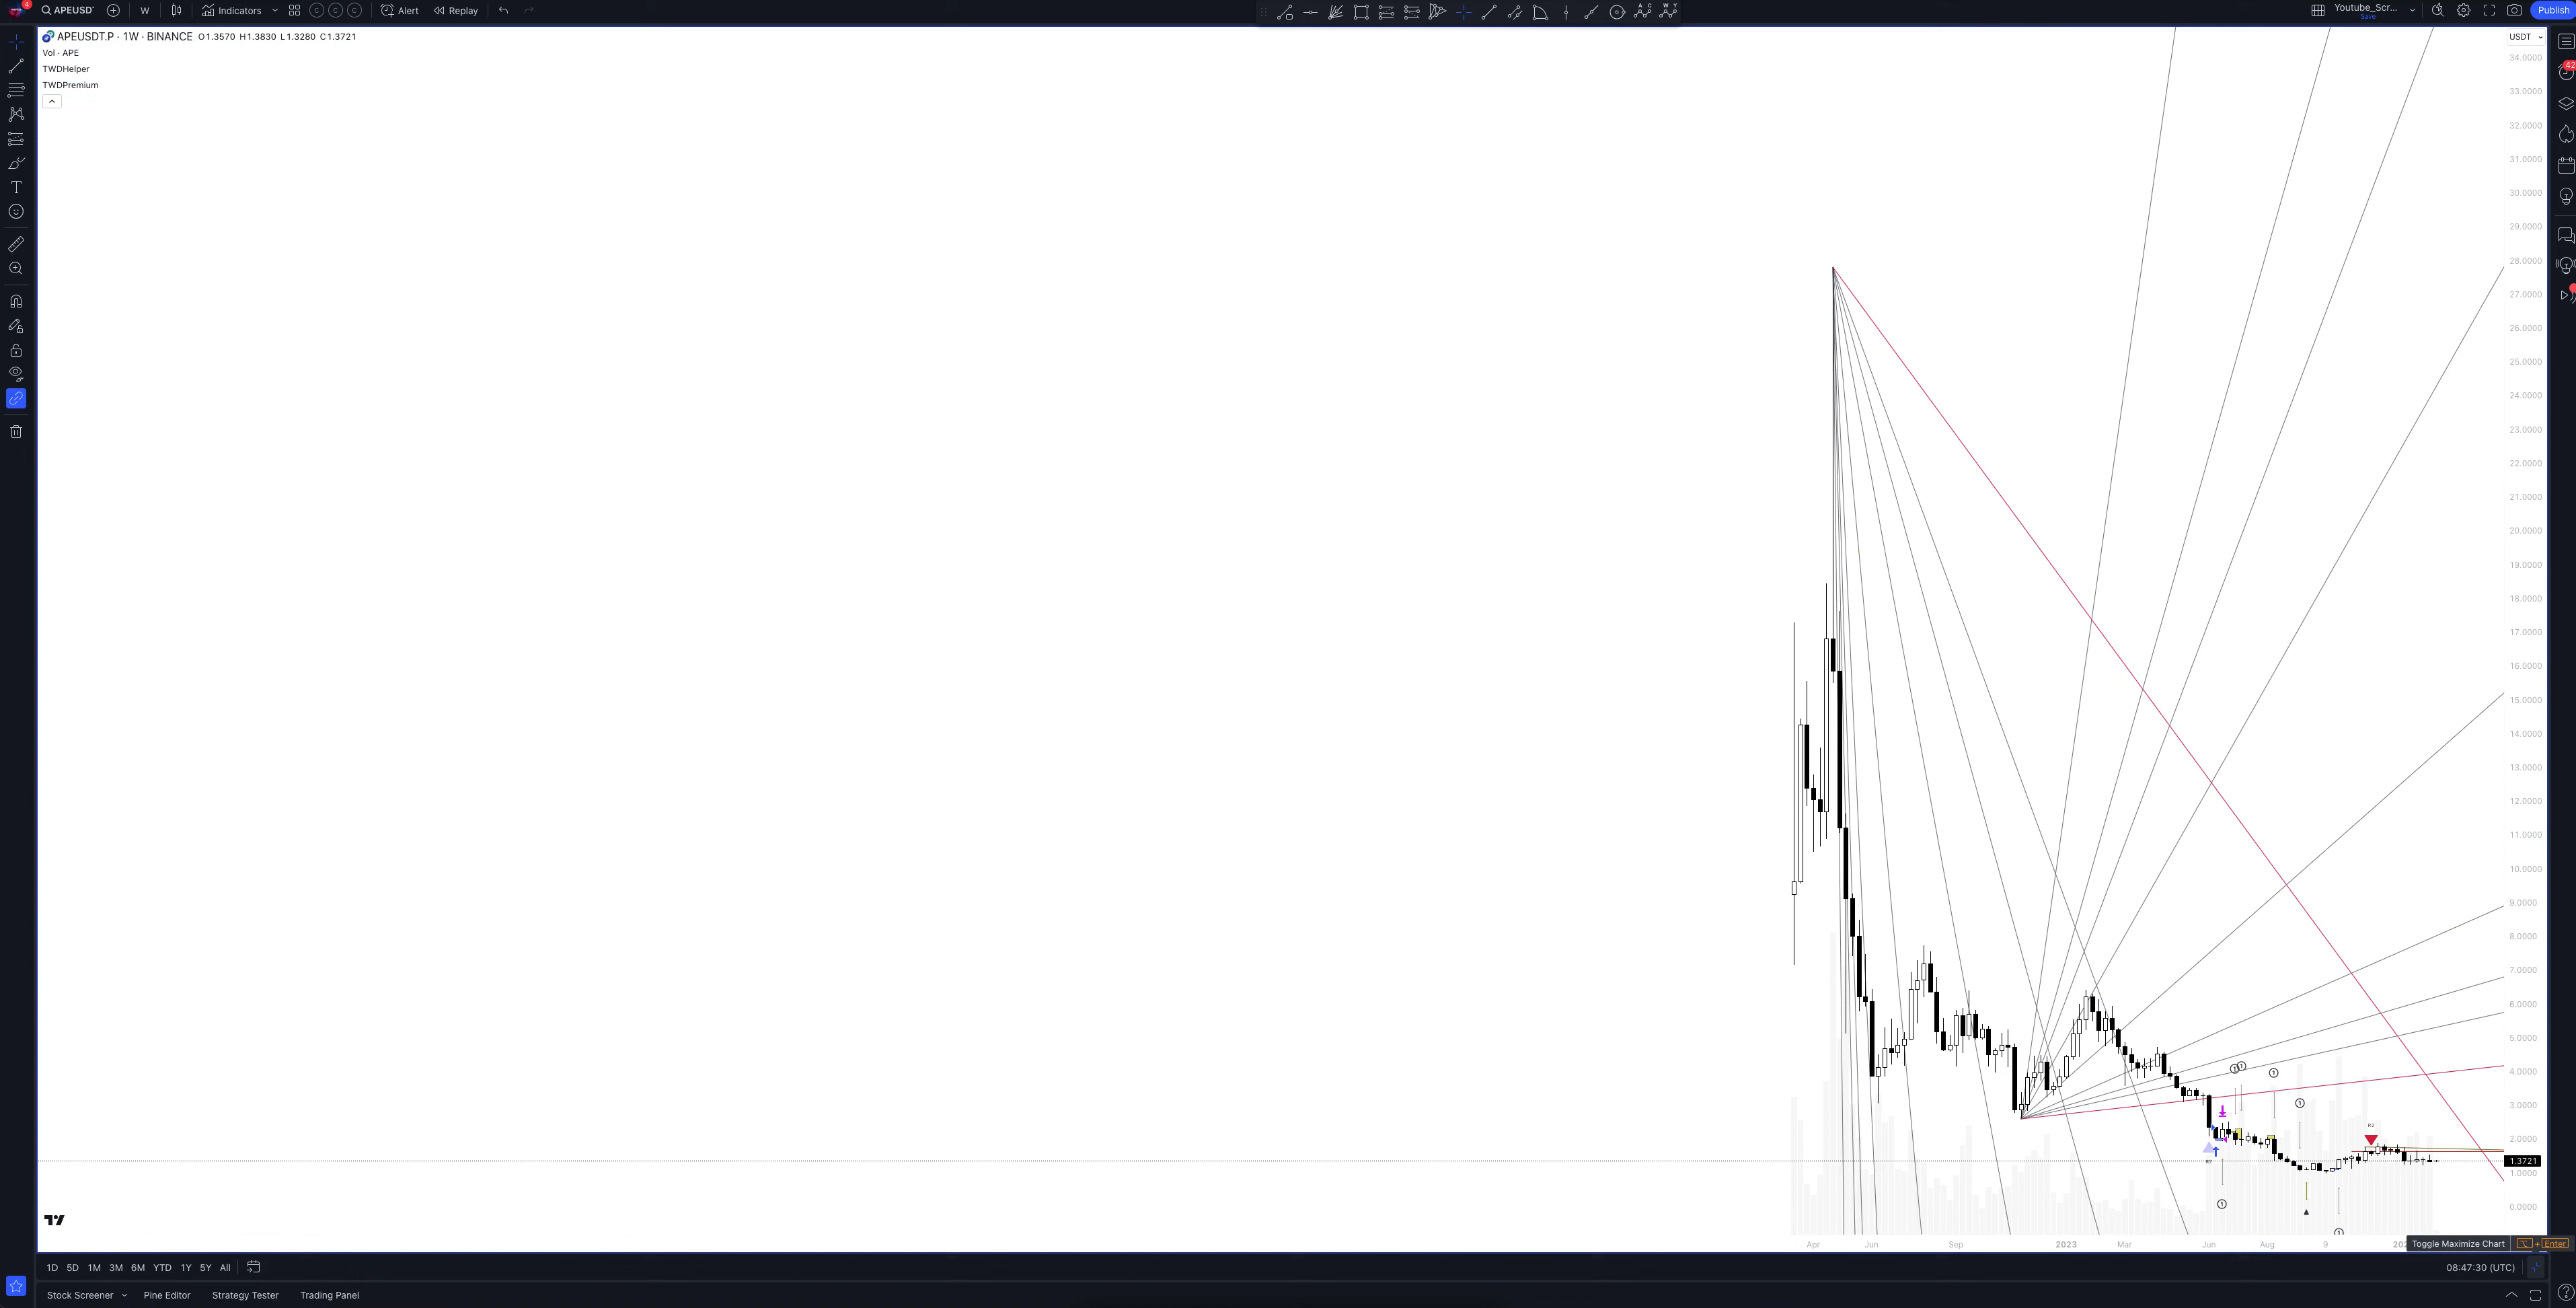 4
APEUSD
W
Indicators
C C C
Alert
Replay
Youtube_Scr...
Save
Publish
APEUSDT.P · 1W · BINANCE O1.3570 H1.3830 L1.3280 C1.3721
USDT
Vol · APE
TWDHelper
TWDPremium
42
34.0000
33.0000
32.0000
31.0000
30.0000
29.0000
28.0000
27.0000
26.0000
25.0000
24.0000
23.0000
22.0000
21.0000
20.0000
19.0000
18.0000
17.0000
16.0000
15.0000
14.0000
13.0000
12.0000
11.0000
10.0000
9.0000
8.0000
7.0000
6.0000
5.0000
4.0000
3.0000
2.0000
1.3721
1.0000
0.0000
R2
Apr Jun Sep 2023 Mar Jun Aug 9
Toggle Maximize Chart ⌥ + Enter
1D 5D 1M 3M 6M YTD 1Y 5Y All
08:47:30 (UTC)
Stock Screener
Pine Editor
Strategy Tester
Trading Panel